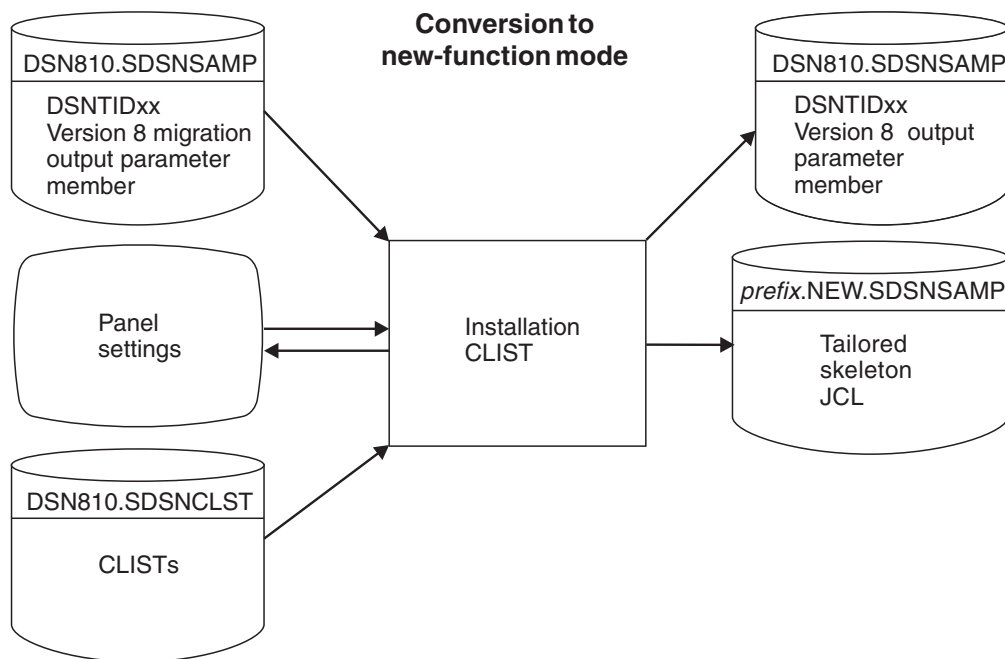 Conversion to
new-function mode
DSN810.SDSNSAMP
DSNTIDxx
Version 8 migration
output parameter
member
DSN810.SDSNSAMP
DSNTIDxx
Version 8 output
parameter
member
Panel
settings
Installation
CLIST
prefix.NEW.SDSNSAMP
Tailored
skeleton
JCL
DSN810.SDSNCLST
CLISTs